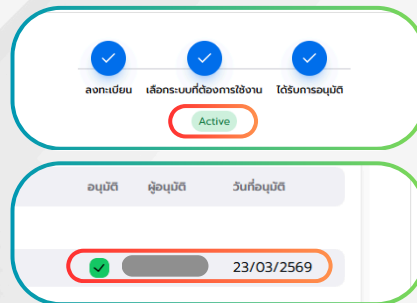 ลงทะเบียน เลือกระบบที่ต้องการใช้งาน ได้รับการอนุมัติ
Active
อนุมัติ ผู้อนุมัติ วันที่อนุมัติ
23/03/2569